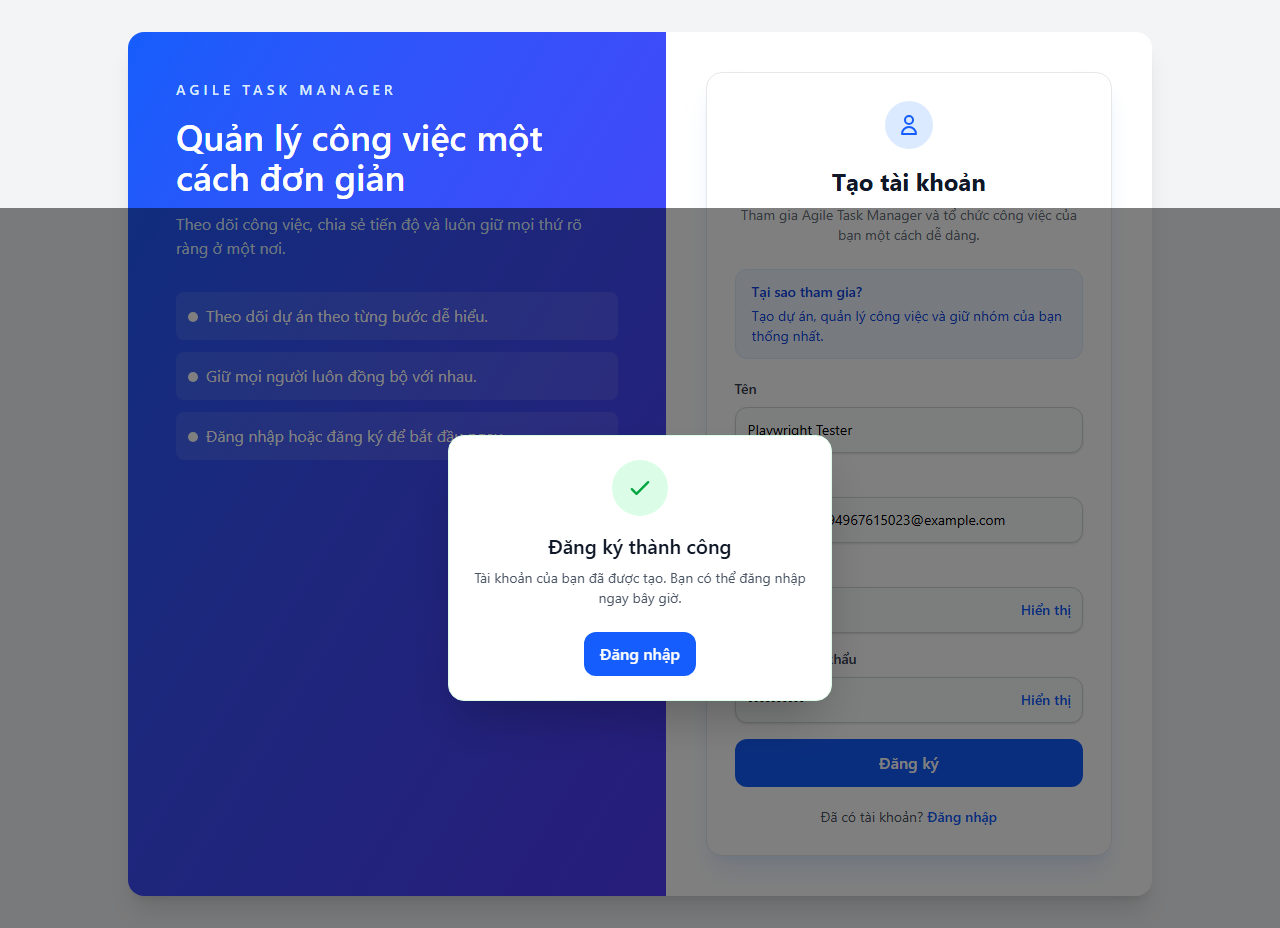 AGILE TASK MANAGER
Quản lý công việc một
cách đơn giản
Theo dõi công việc, chia sẻ tiến độ và luôn giữ mọi thứ rõ
ràng ở một nơi.
Theo dõi dự án theo từng bước dễ hiểu.
Giữ mọi người luôn đồng bộ với nhau.
Đăng nhập hoặc đăng ký để bắt đầu
Tạo tài khoản
Tham gia Agile Task Manager và tổ chức công việc của
bạn một cách dễ dàng.
Tại sao tham gia?
Tạo dự án, quản lý công việc và giữ nhóm của bạn
thống nhất.
Tên
Playwright Tester
94967615023@example.com
Hiển thị
Hiển thị
Đăng ký
Đã có tài khoản? Đăng nhập
Đăng ký thành công
Tài khoản của bạn đã được tạo. Bạn có thể đăng nhập
ngay bây giờ.
Đăng nhập